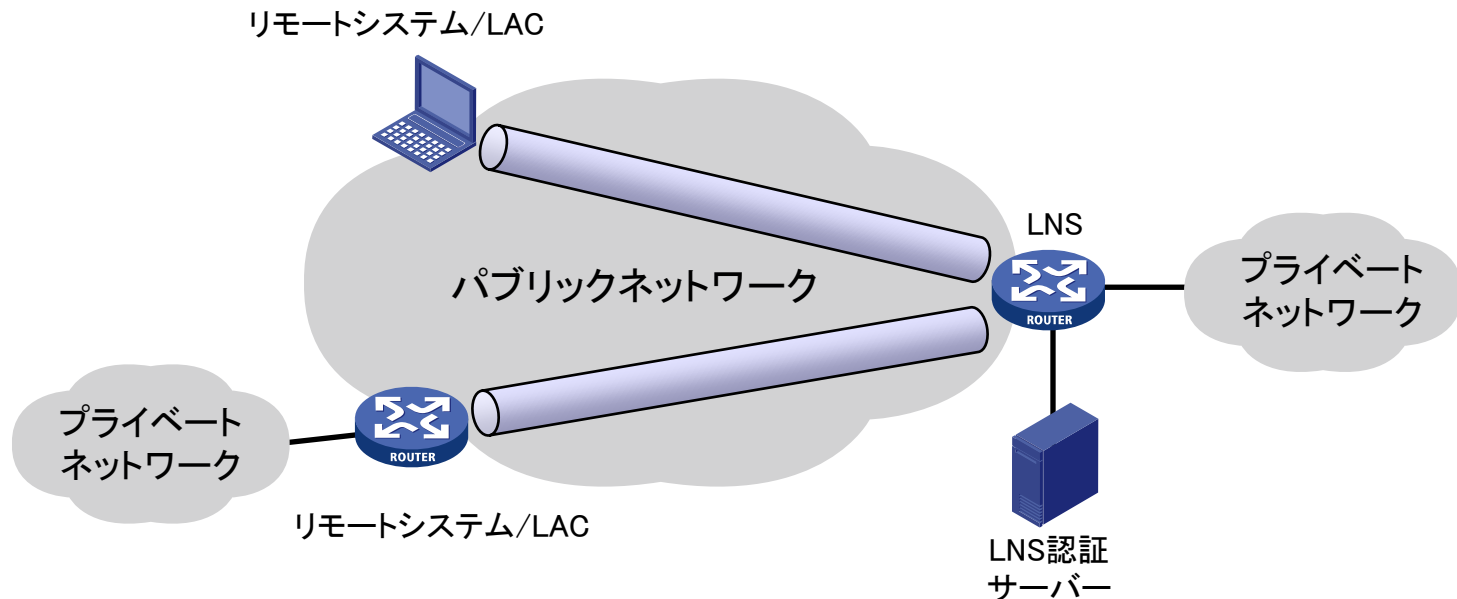 リモートシステム/LAC
LNS
パブリックネットワーク
プライベート
ネットワーク
ROUTER
プライベート
ネットワーク
ROUTER
リモートシステム/LAC
LNS認証
サーバー